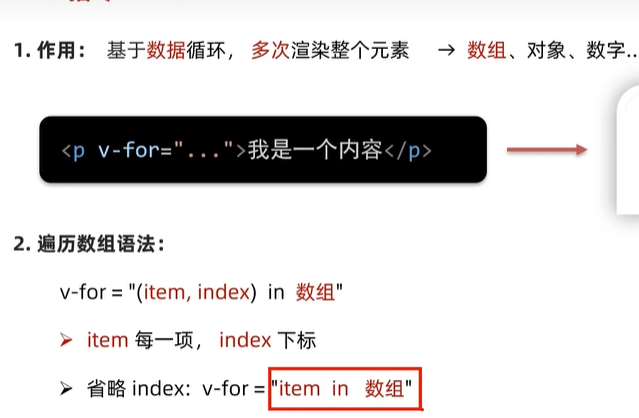 1. 作用： 基于数据循环， 多次渲染整个元素 → 数组、对象、数字...
<p v-for="...">我是一个内容</p>
2. 遍历数组语法：
v-for = "(item, index) in 数组"
➢ item 每一项， index 下标
➢ 省略 index: v-for = "item in 数组"